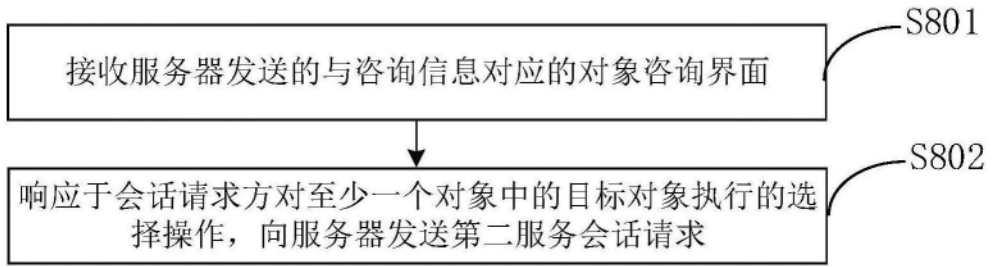 S801
接收服务器发送的与咨询信息对应的对象咨询界面
S802
响应于会话请求方对至少一个对象中的目标对象执行的选
择操作，向服务器发送第二服务会话请求